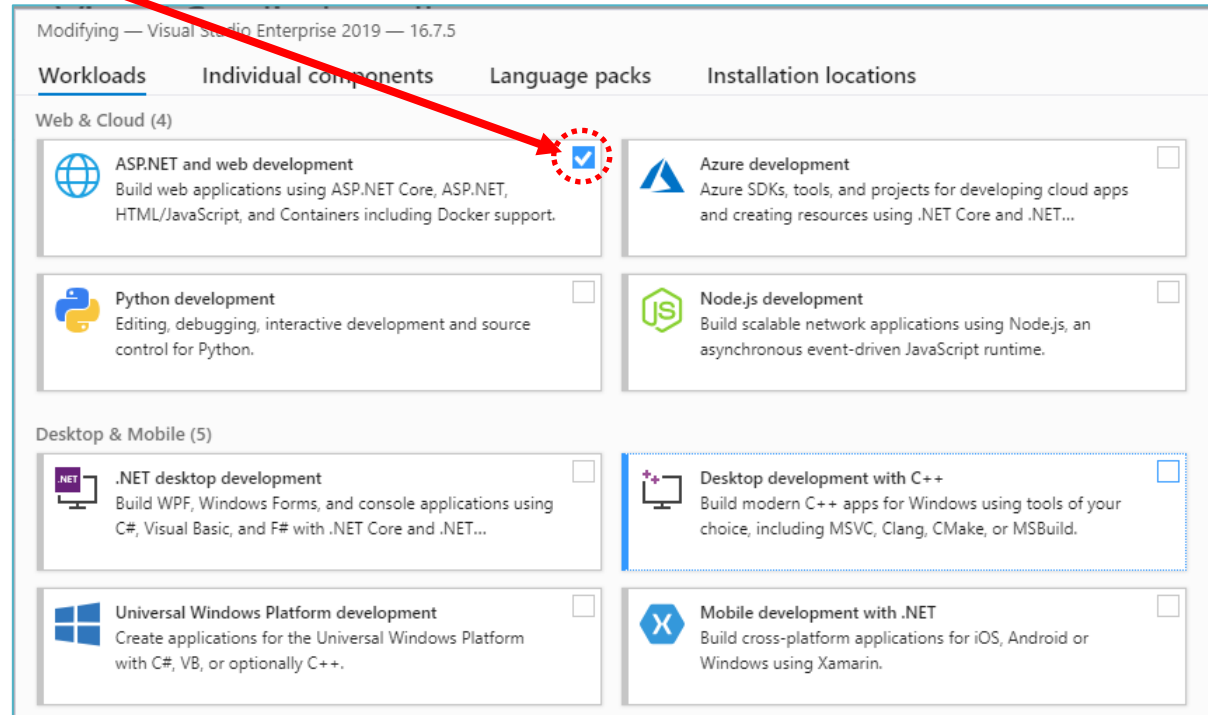 Modifying — Visual Studio Enterprise 2019 — 16.7.5
Workloads Individual components Language packs Installation locations
Web & Cloud (4)
ASP.NET and web development
Build web applications using ASP.NET Core, ASP.NET,
HTML/JavaScript, and Containers including Docker support.
Azure development
Azure SDKs, tools, and projects for developing cloud apps
and creating resources using .NET Core and .NET...
Python development
Editing, debugging, interactive development and source
control for Python.
JS
Node.js development
Build scalable network applications using Node.js, an
asynchronous event-driven JavaScript runtime.
Desktop & Mobile (5)
.NET
.NET desktop development
Build WPF, Windows Forms, and console applications using
C#, Visual Basic, and F# with .NET Core and .NET...
Desktop development with C++
Build modern C++ apps for Windows using tools of your
choice, including MSVC, Clang, CMake, or MSBuild.
Universal Windows Platform development
Create applications for the Universal Windows Platform
with C#, VB, or optionally C++.
Mobile development with .NET
Build cross-platform applications for iOS, Android or
Windows using Xamarin.